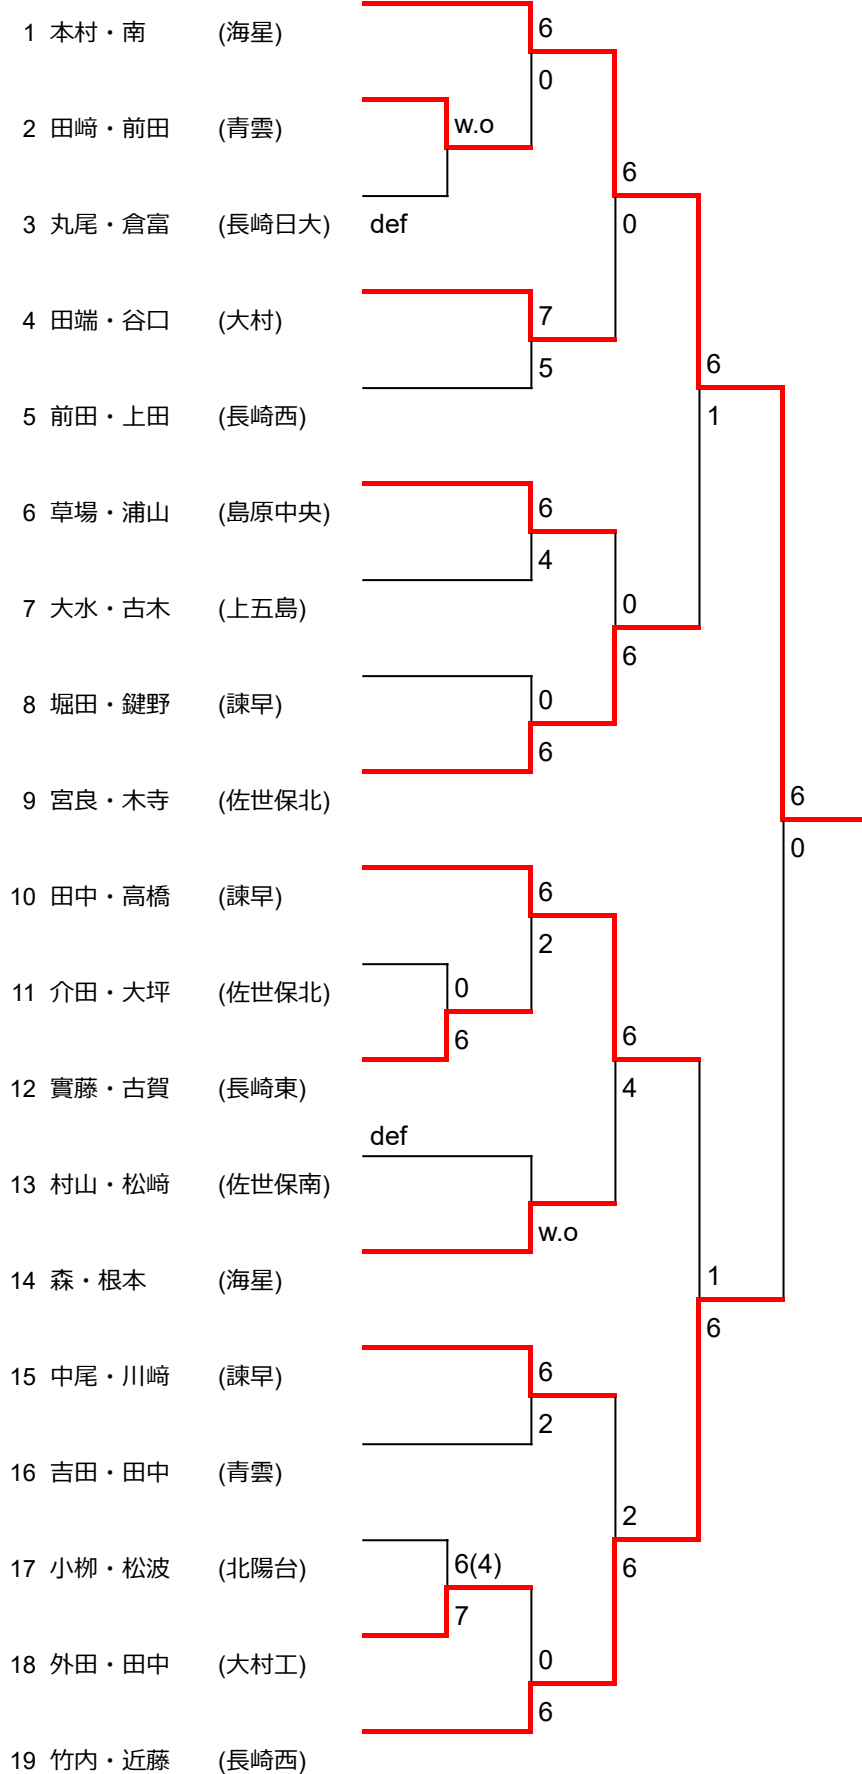 6
1 本村・南 (海星)
0
w.o
2 田﨑・前田 (青雲)
6
3 丸尾・倉富 (長崎日大) def
0
4 田端・谷口 (大村)
7
5
6
5 前田・上田 (長崎西)
1
6 草場・浦山 (島原中央)
6
4
7 大水・古木 (上五島)
0
6
8 堀田・鍵野 (諫早)
0
6
9 宮良・木寺 (佐世保北)
6
0
10 田中・高橋 (諫早)
6
2
11 介田・大坪 (佐世保北)
0
6
6
12 實藤・古賀 (長崎東)
4
def
13 村山・松﨑 (佐世保南)
w.o
14 森・根本 (海星)
1
6
15 中尾・川﨑 (諫早)
6
2
16 吉田・田中 (青雲)
2
17 小栁・松波 (北陽台)
6(4)
6
7
18 外田・田中 (大村工)
0
6
19 竹内・近藤 (長崎西)